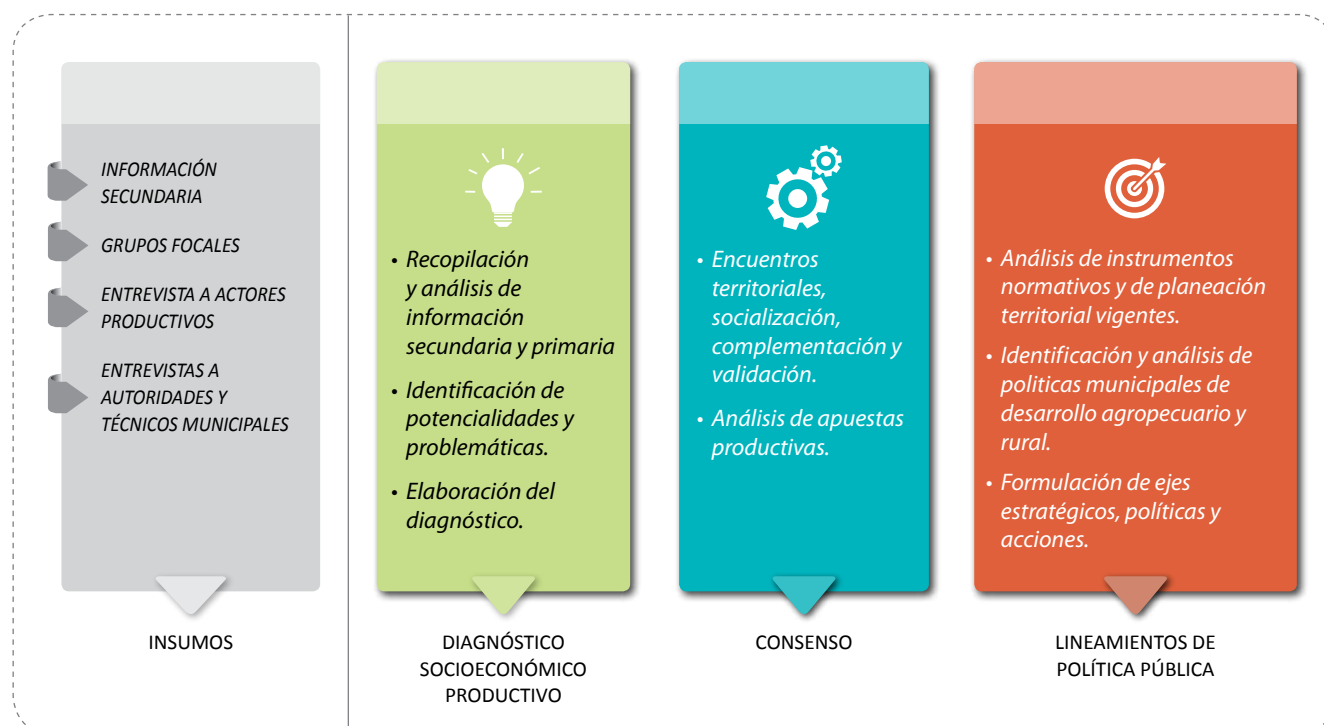 INFORMACIÓN
SECUNDARIA
GRUPOS FOCALES
ENTREVISTA A ACTORES
PRODUCTIVOS
ENTREVISTAS A
AUTORIDADES Y
TÉCNICOS MUNICIPALES
INSUMOS
• Recopilación
y análisis de
información
secundaria y primaria
• Identificación de
potencialidades y
problemáticas.
• Elaboración del
diagnóstico.
DIAGNÓSTICO
SOCIOECONÓMICO
PRODUCTIVO
• Encuentros
territoriales,
socialización,
complementación y
validación.
• Análisis de apuestas
productivas.
CONSENSO
• Análisis de instrumentos
normativos y de planeación
territorial vigentes.
• Identificación y análisis de
politicas municipales de
desarrollo agropecuario y
rural.
• Formulación de ejes
estratégicos, políticas y
acciones.
LINEAMIENTOS DE
POLÍTICA PÚBLICA